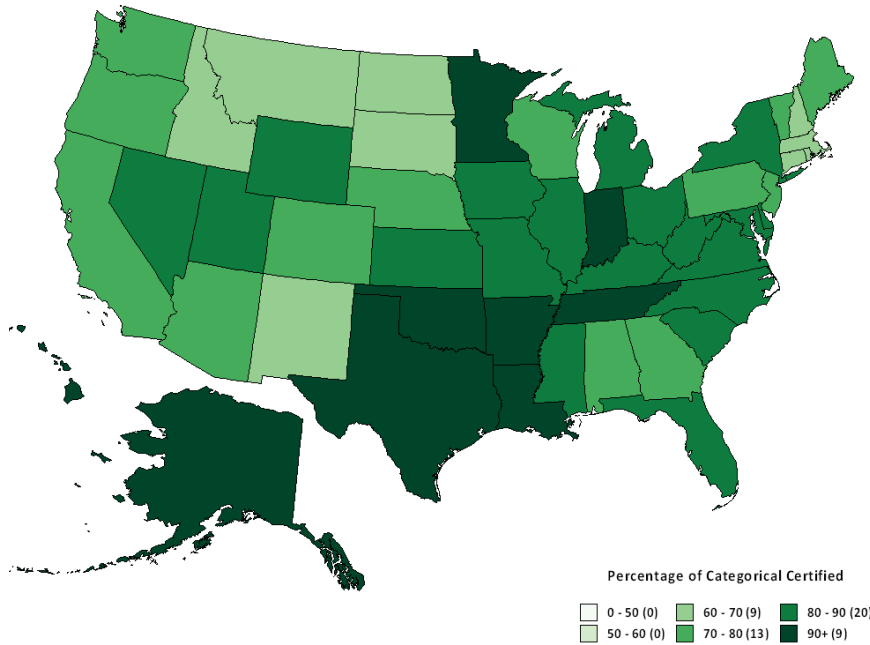 Percentage of Categorical Certified
0 - 50 (0) 60 - 70 (9) 80 - 90 (20)
50 - 60 (0) 70 - 80 (13) 90+ (9)